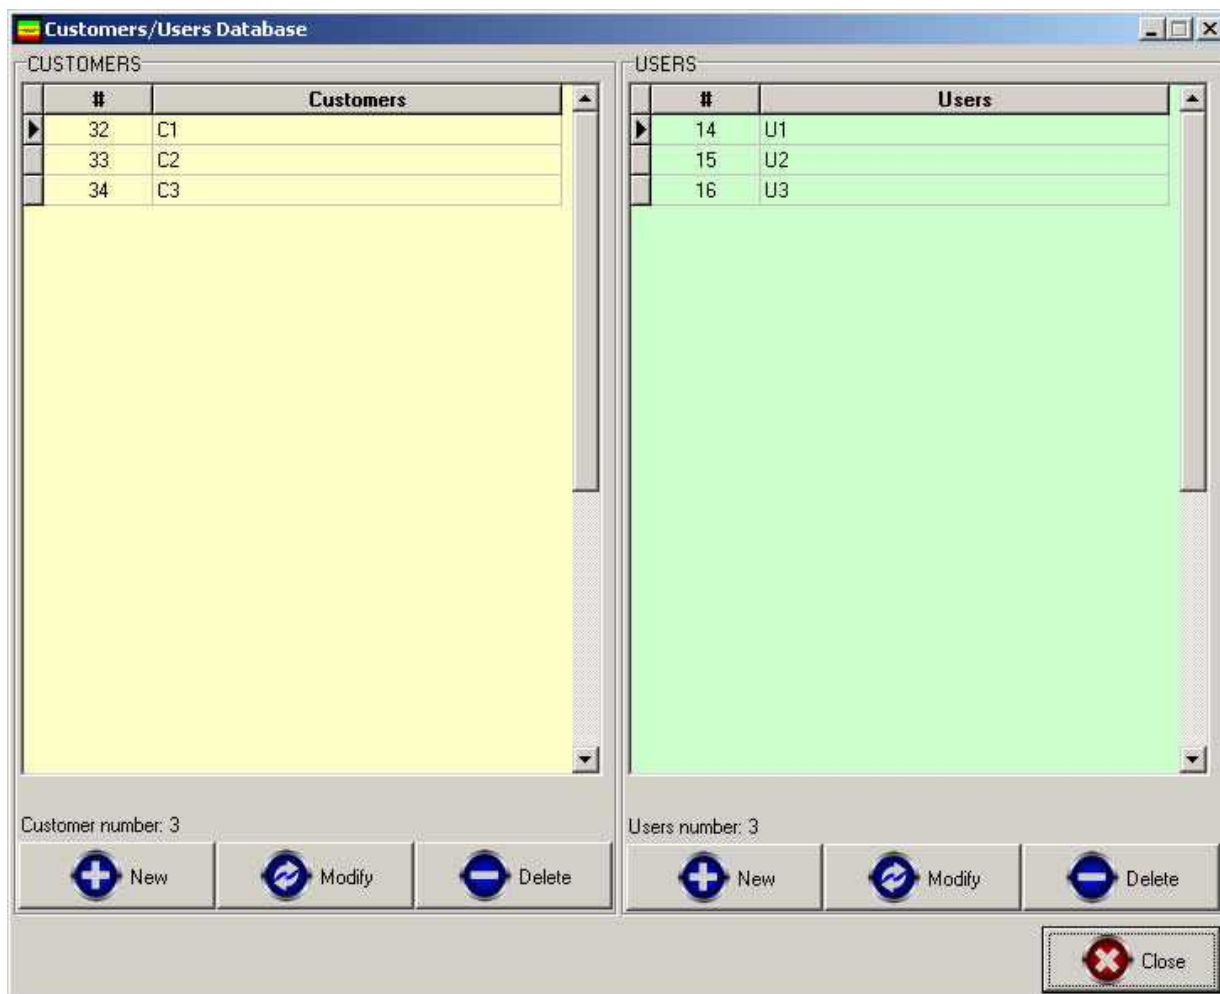 Customers/Users Database
CUSTOMERS
# Customers
32 C1
33 C2
34 C3
Customer number: 3
New Modify Delete
USERS
# Users
14 U1
15 U2
16 U3
Users number: 3
New Modify Delete
Close